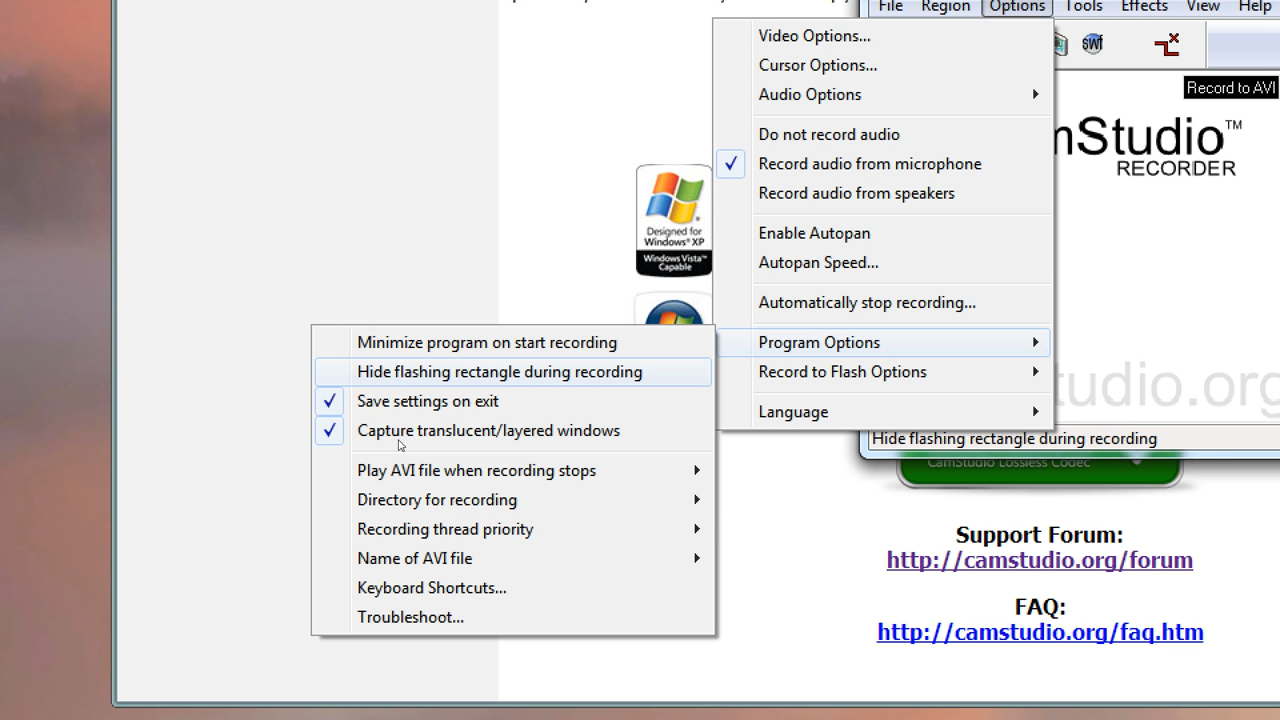 File Region Options Tools Effects View Help
Video Options...
Cursor Options...
Audio Options
swf
Record to AVI
Do not record audio
Record audio from microphone
Record audio from speakers
mStudio™
RECORDER
Enable Autopan
Autopan Speed...
Automatically stop recording...
Program Options
Record to Flash Options
Language
Designed for
Windows® XP
Windows Vista™
Capable
Minimize program on start recording
Hide flashing rectangle during recording
Save settings on exit
Capture translucent/layered windows
Play AVI file when recording stops
Directory for recording
Recording thread priority
Name of AVI file
Keyboard Shortcuts...
Troubleshoot...
tudio.org
Hide flashing rectangle during recording
CamStudio Lossless Codec
Support Forum:
http://camstudio.org/forum
FAQ:
http://camstudio.org/faq.htm